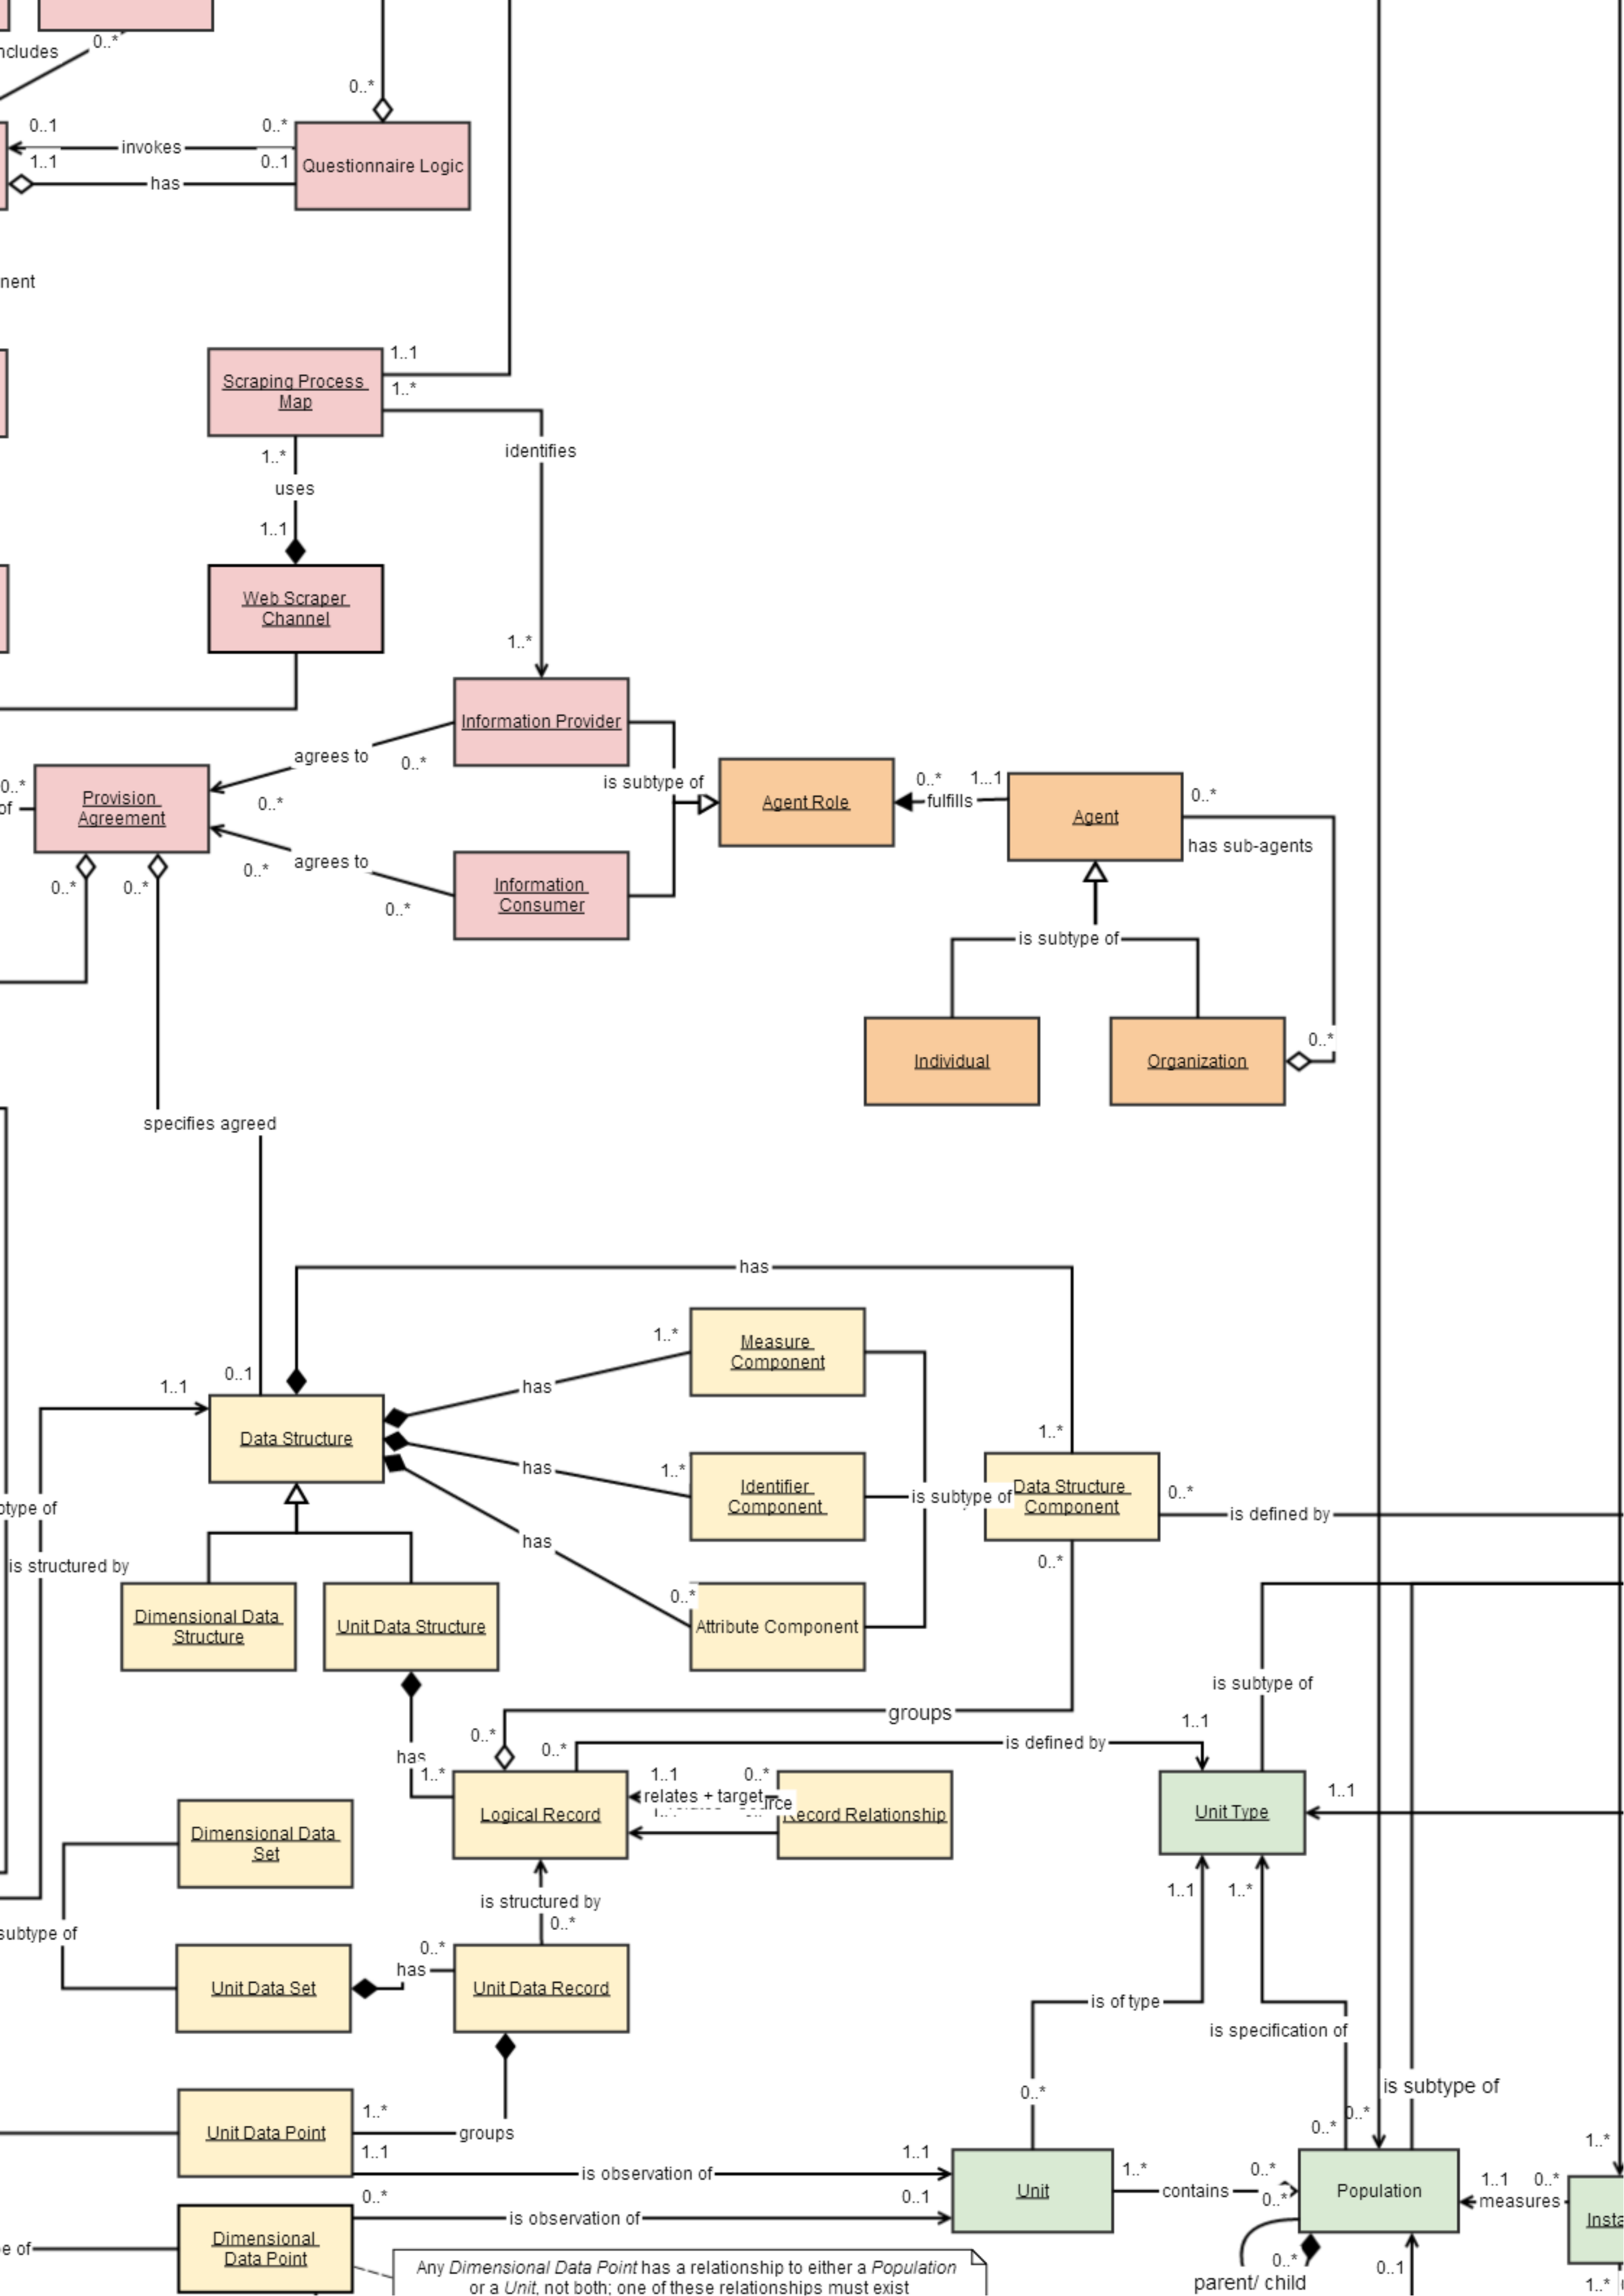 0..*
0..*
0..1
invokes
0..*
1..1
has
0..1
Questionnaire Logic
nent
Scraping Process
Map
1..1
1..*
identifies
1..*
uses
1..1
Web Scraper
Channel
1..*
Information Provider
agrees to
0..*
0..*
is subtype of
Agent Role
0..*
fulfills
1..1
Agent
0..*
has sub-agents
0..*
of
Provision
Agreement
agrees to
0..*
0..*
Information
Consumer
0..*
0..*
is subtype of
Individual
Organization
0..*
specifies agreed
has
0..1
1..1
Data Structure
has
1..*
Measure
Component
has
1..*
Identifier
Component
has
0..*
Attribute Component
is subtype of
1..*
Data Structure
Component
0..*
is defined by
0..*
is structured by
Dimensional Data
Structure
Unit Data Structure
is subtype of
groups
0..*
0..*
is defined by
1..1
has
1..*
Logical Record
1..1
0..*
relates + target
Record Relationship
Unit Type
1..1
Dimensional Data
Set
is structured by
0..*
1..1
1..*
subtype of
Unit Data Set
has
0..*
Unit Data Record
is of type
is specification of
0..*
is subtype of
Unit Data Point
1..*
groups
0..*
0..*
1..1
is observation of
1..1
Unit
1..*
contains
0..*
0..*
Population
1..1
0..*
measures
1..*
Insta
0..*
is observation of
0..1
e of
Dimensional
Data Point
Any Dimensional Data Point has a relationship to either a Population
or a Unit, not both; one of these relationships must exist
0..*
parent/ child
0..1
1..*